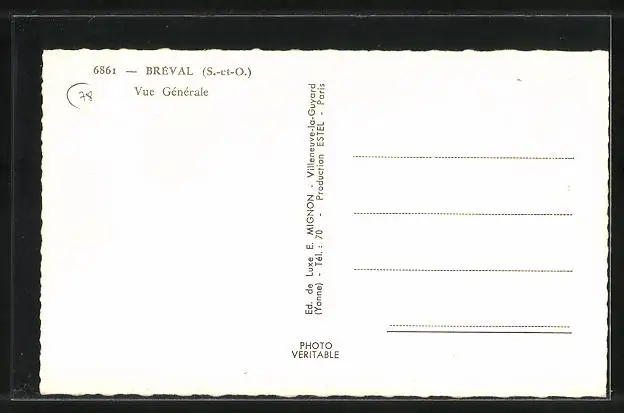 6861 — BRÉVAL (S.-et-O.)
Vue Générale
78
Ed. de Luxe E. MIGNON - Villeneuve-la-Guyard
(Yonne) - Tél. : 70 - Production ESTEL - Paris
PHOTO
VERITABLE